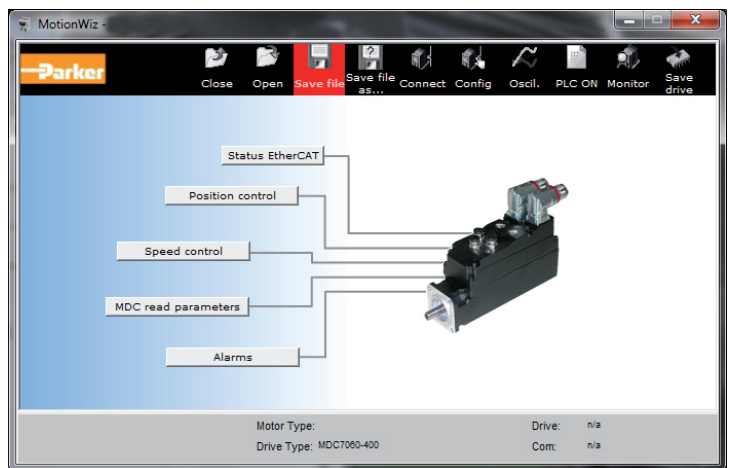 MotionWiz -
Parker
Close Open Save file Save file as... Connect Config Oscil. PLC ON Monitor Save drive
Status EtherCAT
Position control
Speed control
MDC read parameters
Alarms
Motor Type: Drive: n/a
Drive Type: MDC7060-400 Com: n/a